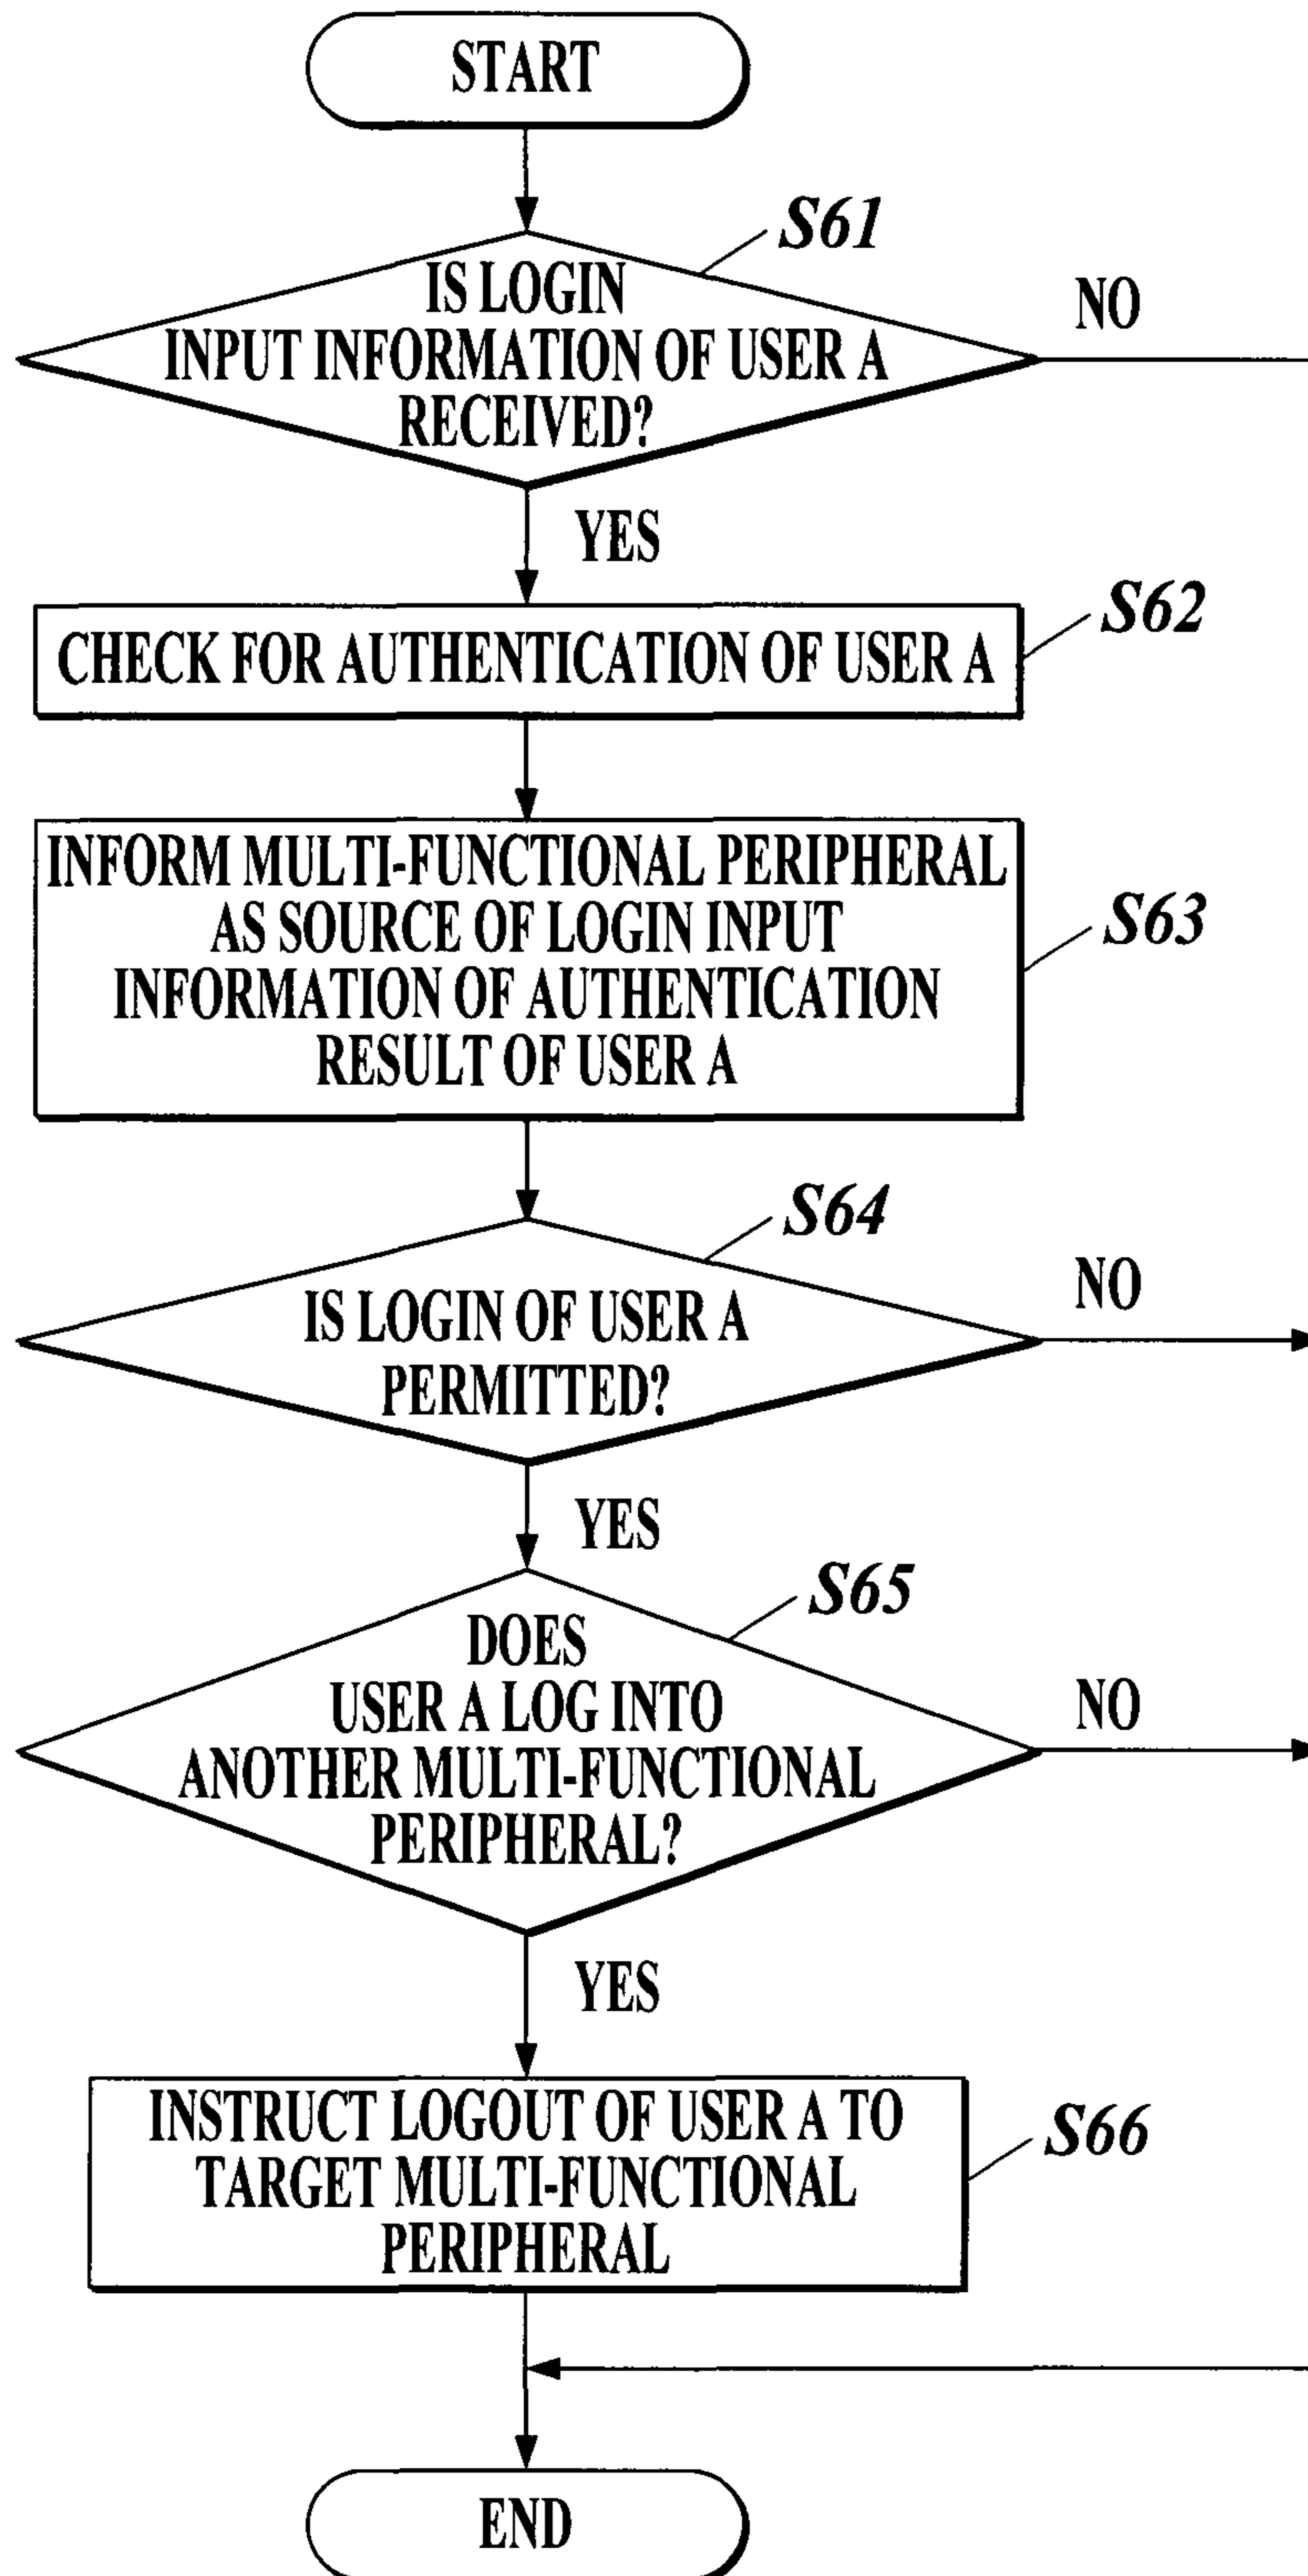 START
S61
IS LOGIN
INPUT INFORMATION OF USER A
RECEIVED?
NO
YES
S62
CHECK FOR AUTHENTICATION OF USER A
INFORM MULTI-FUNCTIONAL PERIPHERAL
AS SOURCE OF LOGIN INPUT
INFORMATION OF AUTHENTICATION
RESULT OF USER A
S63
S64
IS LOGIN OF USER A
PERMITTED?
NO
YES
S65
DOES
USER A LOG INTO
ANOTHER MULTI-FUNCTIONAL
PERIPHERAL?
NO
YES
INSTRUCT LOGOUT OF USER A TO
TARGET MULTI-FUNCTIONAL
PERIPHERAL
S66
END